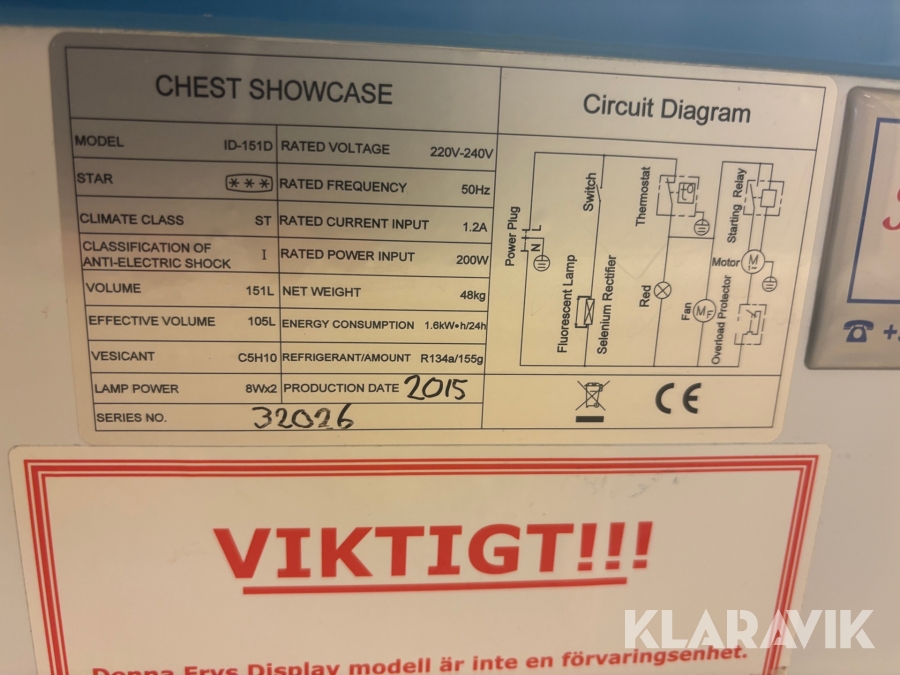 CHEST SHOWCASE
MODEL ID-151D RATED VOLTAGE 220V-240V
STAR *** RATED FREQUENCY 50Hz
CLIMATE CLASS ST RATED CURRENT INPUT 1.2A
CLASSIFICATION OF
ANTI-ELECTRIC SHOCK I RATED POWER INPUT 200W
VOLUME 151L NET WEIGHT 48kg
EFFECTIVE VOLUME 105L ENERGY CONSUMPTION 1.6kW•h/24h
VESICANT C5H10 REFRIGERANT/AMOUNT R134a/155g
LAMP POWER 8Wx2 PRODUCTION DATE 2015
SERIES NO. 32026
Circuit Diagram
Power Plug
L
N
Fluorescent Lamp
Switch
Selenium Rectifier
Thermostat
Red
Fan
MF
Starting Relay
Motor
M
Overload Protector
CE
VIKTIGT!!!
Denna Frys Display modell är inte en förvaringsenhet.
KLARAVIK